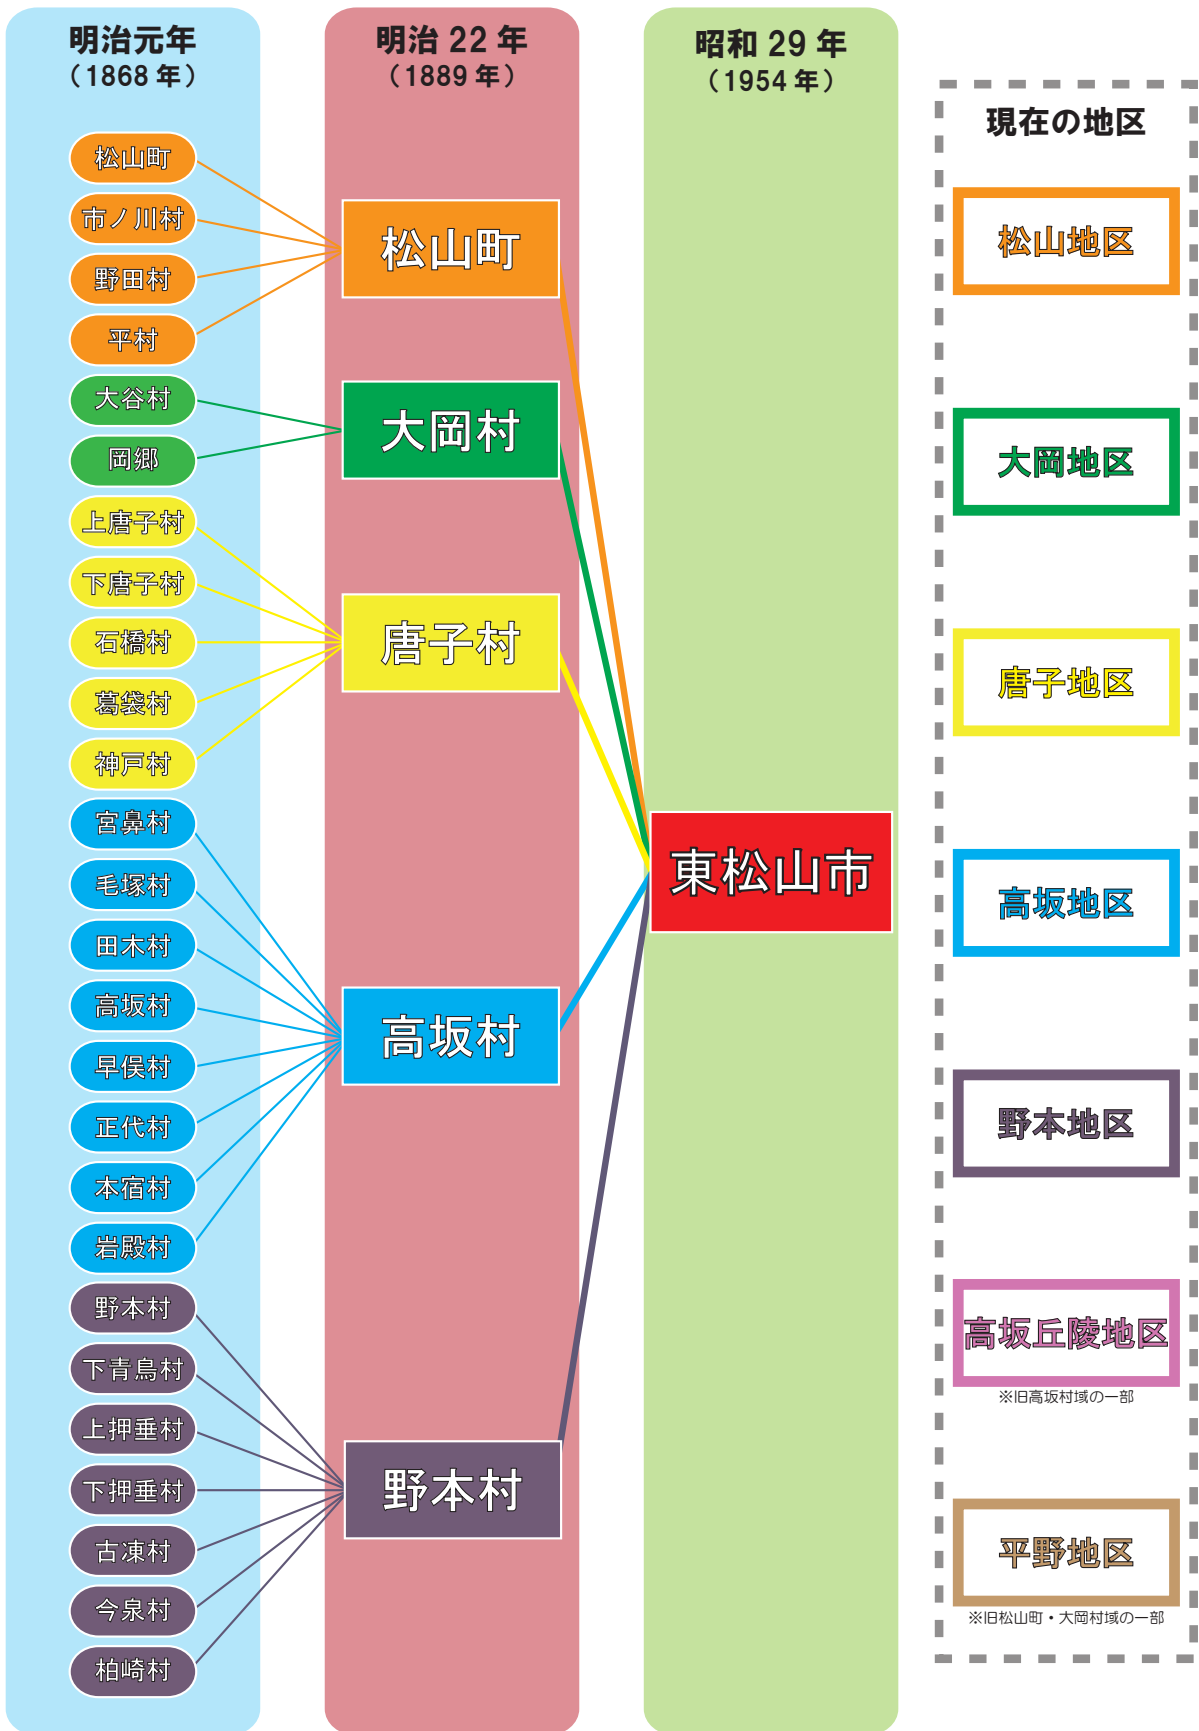 明治元年
（1868 年）
松山町
市ノ川村
野田村
平村
大谷村
岡郷
上唐子村
下唐子村
石橋村
葛袋村
神戸村
宮鼻村
毛塚村
田木村
高坂村
早俣村
正代村
本宿村
岩殿村
野本村
下青鳥村
上押垂村
下押垂村
古凍村
今泉村
柏崎村
明治 22 年
（1889 年）
松山町
大岡村
唐子村
高坂村
野本村
昭和 29 年
（1954 年）
東松山市
現在の地区
松山地区
大岡地区
唐子地区
高坂地区
野本地区
高坂丘陵地区
※旧高坂村域の一部
平野地区
※旧松山町・大岡村域の一部